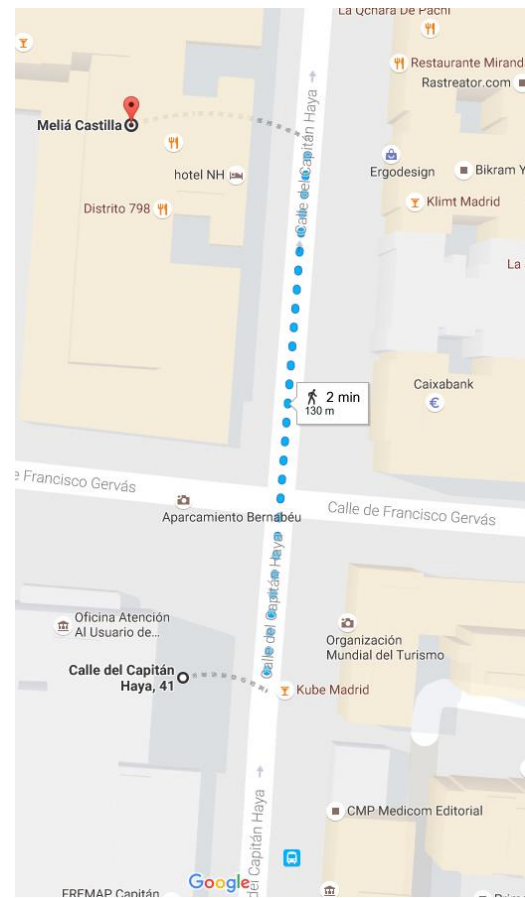 La Qchara De Pachi
Restaurante Mirand
Rastreator.com
Calle del Capitán Haya
Meliá Castilla
hotel NH
Ergodesign
Bikram Y
Distrito 798
Klimt Madrid
La
2 min
130 m
Caixabank
€
e Francisco Gervás
Aparcamiento Bernabéu
Calle de Francisco Gervás
Calle del Capitán Haya
Oficina Atención
Al Usuario de...
Organización
Mundial del Turismo
Calle del Capitán
Haya, 41
Kube Madrid
CMP Medicom Editorial
del Capitán Haya
Google
FREMAP Capitán